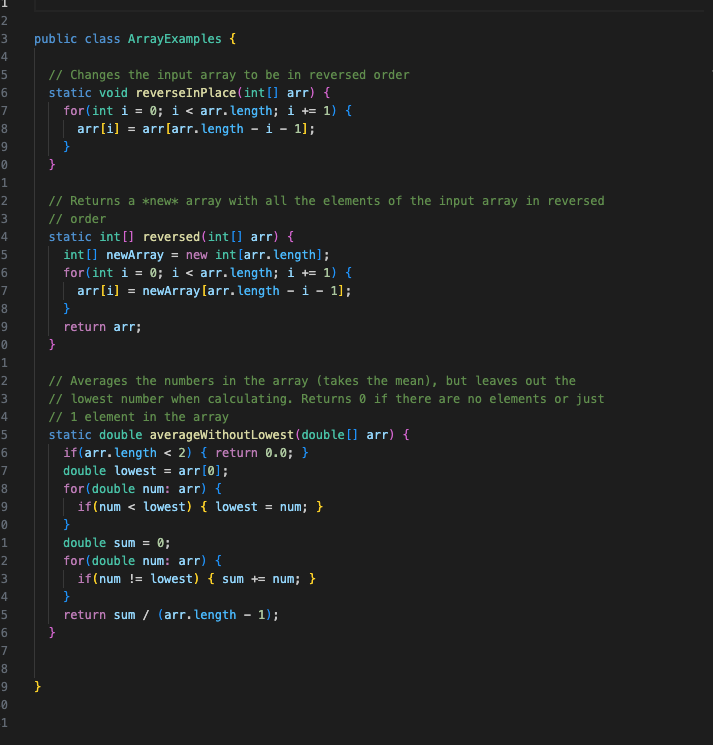 1
2
3 public class ArrayExamples {
4
5 // Changes the input array to be in reversed order
6 static void reverseInPlace(int[] arr) {
7 for(int i = 0; i < arr.length; i += 1) {
8 arr[i] = arr[arr.length - i - 1];
9 }
0 }
1
2 // Returns a *new* array with all the elements of the input array in reversed
3 // order
4 static int[] reversed(int[] arr) {
5 int[] newArray = new int[arr.length];
6 for(int i = 0; i < arr.length; i += 1) {
7 arr[i] = newArray[arr.length - i - 1];
8 }
9 return arr;
0 }
1
2 // Averages the numbers in the array (takes the mean), but leaves out the
3 // lowest number when calculating. Returns 0 if there are no elements or just
4 // 1 element in the array
5 static double averageWithoutLowest(double[] arr) {
6 if(arr.length < 2) { return 0.0; }
7 double lowest = arr[0];
8 for(double num: arr) {
9 if(num < lowest) { lowest = num; }
0 }
1 double sum = 0;
2 for(double num: arr) {
3 if(num != lowest) { sum += num; }
4 }
5 return sum / (arr.length - 1);
6 }
7
8
9 }
0
1